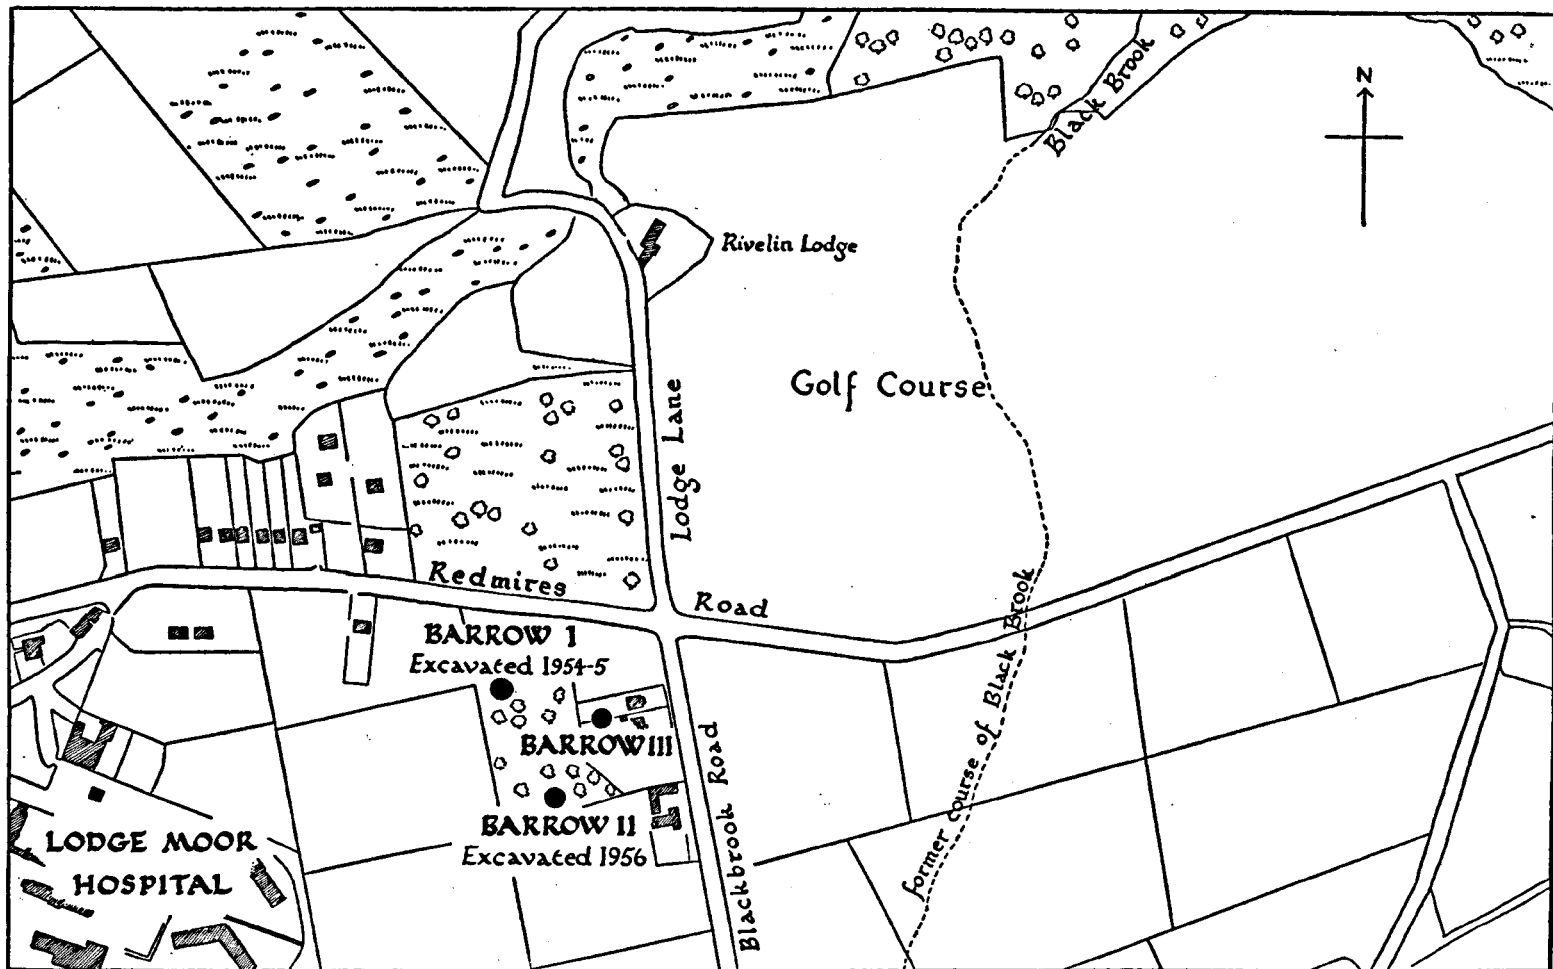 Black Brook
N
Rivelin Lodge
Golf Course
Lodge Lane
Redmires Road
BARROW I
Excavated 1954-5
BARROW III
BARROW II
Excavated 1956
Blackbrook Road
former course of Black Brook
LODGE MOOR
HOSPITAL